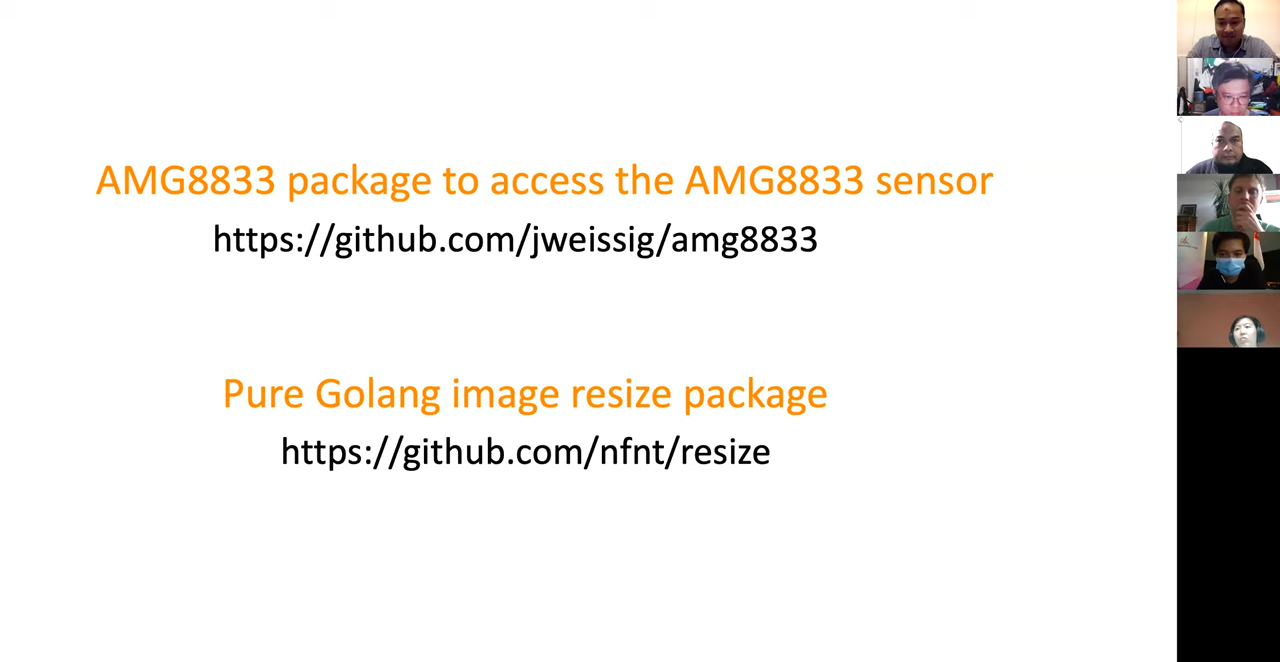 AMG8833 package to access the AMG8833 sensor
https://github.com/jweissig/amg8833
Pure Golang image resize package
https://github.com/nfnt/resize